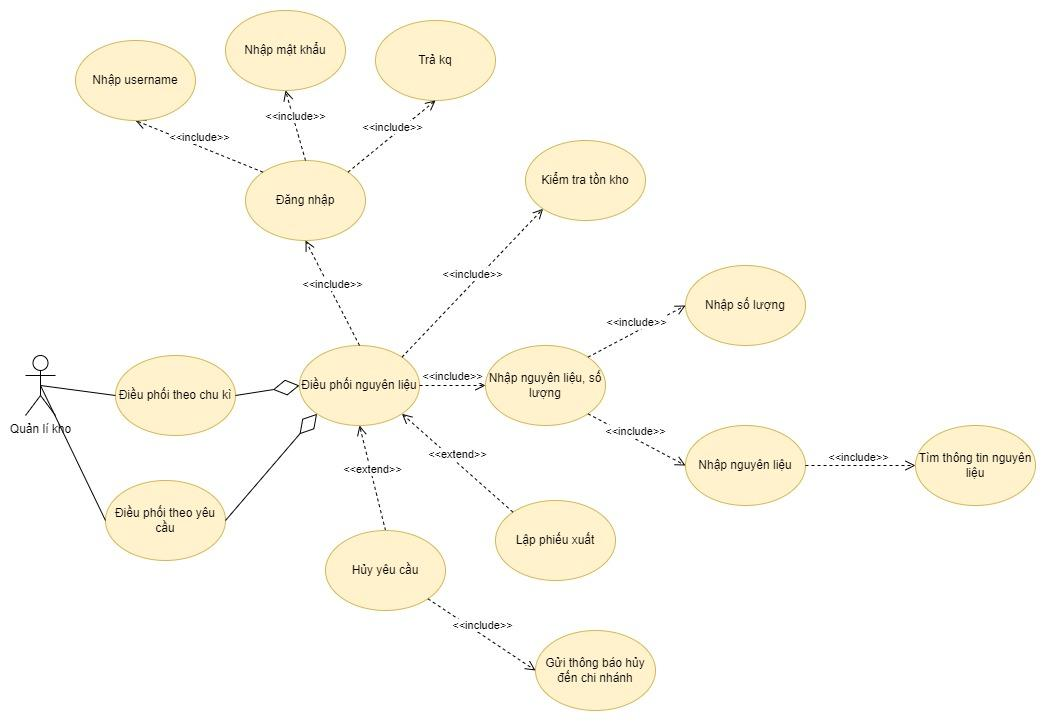 Nhập mật khẩu
Trả kq
Nhập username
<<include>>
<<include>>
<<include>>
Đăng nhập
Kiểm tra tồn kho
<<include>>
<<include>>
Nhập số lượng
<<include>>
Điều phối theo chu kì
Điều phối nguyên liệu
<<include>>
Nhập nguyên liệu, số
lượng
Quản lí kho
<<include>>
<<extend>>
<<extend>>
Nhập nguyên liệu
<<include>>
Tìm thông tin nguyên
liệu
Điều phối theo yêu
cầu
Lập phiếu xuất
Hủy yêu cầu
<<include>>
Gửi thông báo hủy
đến chi nhánh